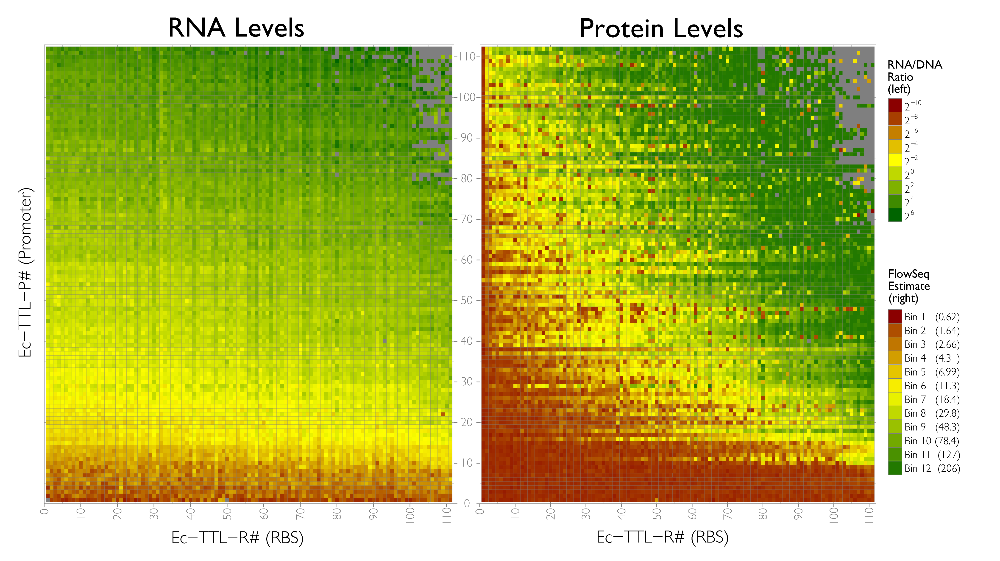 RNA Levels
Protein Levels
Ec−TTL−P# (Promoter)
110
100
90
80
70
60
50
40
30
20
10
0
0 10 20 30 40 50 60 70 80 90 100 110
0 10 20 30 40 50 60 70 80 90 100 110
Ec−TTL−R# (RBS)
Ec−TTL−R# (RBS)
RNA/DNA
Ratio
(left)
2⁻¹⁰
2⁻⁸
2⁻⁶
2⁻⁴
2⁻²
2⁰
2²
2⁴
2⁶
FlowSeq
Estimate
(right)
Bin 1 (0.62)
Bin 2 (1.64)
Bin 3 (2.66)
Bin 4 (4.31)
Bin 5 (6.99)
Bin 6 (11.3)
Bin 7 (18.4)
Bin 8 (29.8)
Bin 9 (48.3)
Bin 10 (78.4)
Bin 11 (127)
Bin 12 (206)